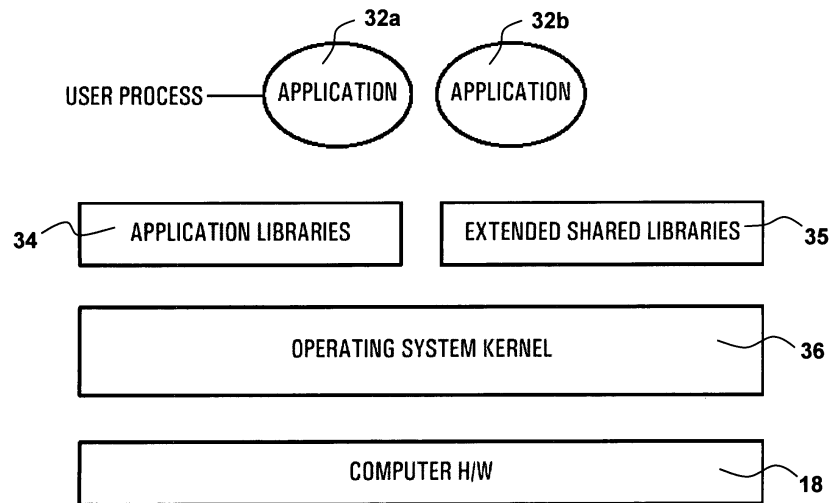 32a
32b
USER PROCESS
APPLICATION
APPLICATION
34
APPLICATION LIBRARIES
EXTENDED SHARED LIBRARIES
35
OPERATING SYSTEM KERNEL
36
COMPUTER H/W
18